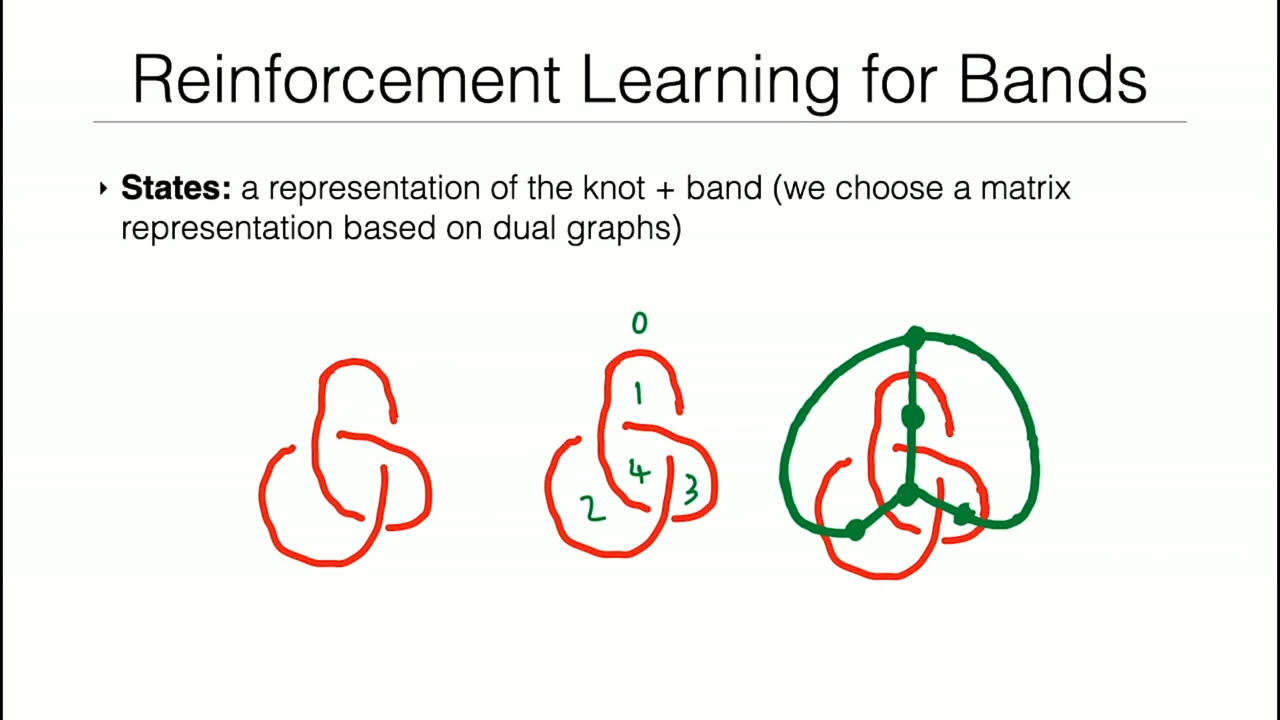 Reinforcement Learning for Bands
‣ States: a representation of the knot + band (we choose a matrix
representation based on dual graphs)
0
1
4
3
2